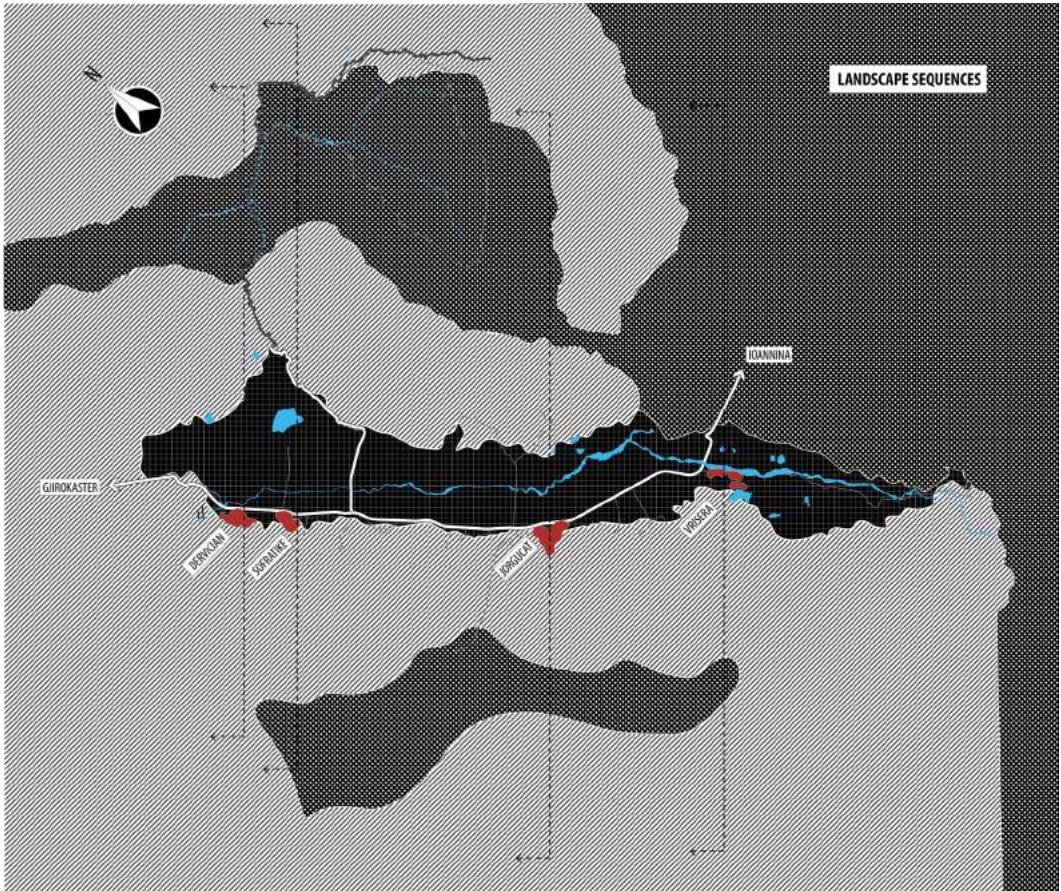 N
LANDSCAPE SEQUENCES
IOANNINA
GJIROKASTER
DERVICIAN
SOFRATIKE
JORGUCAT
VRISERA